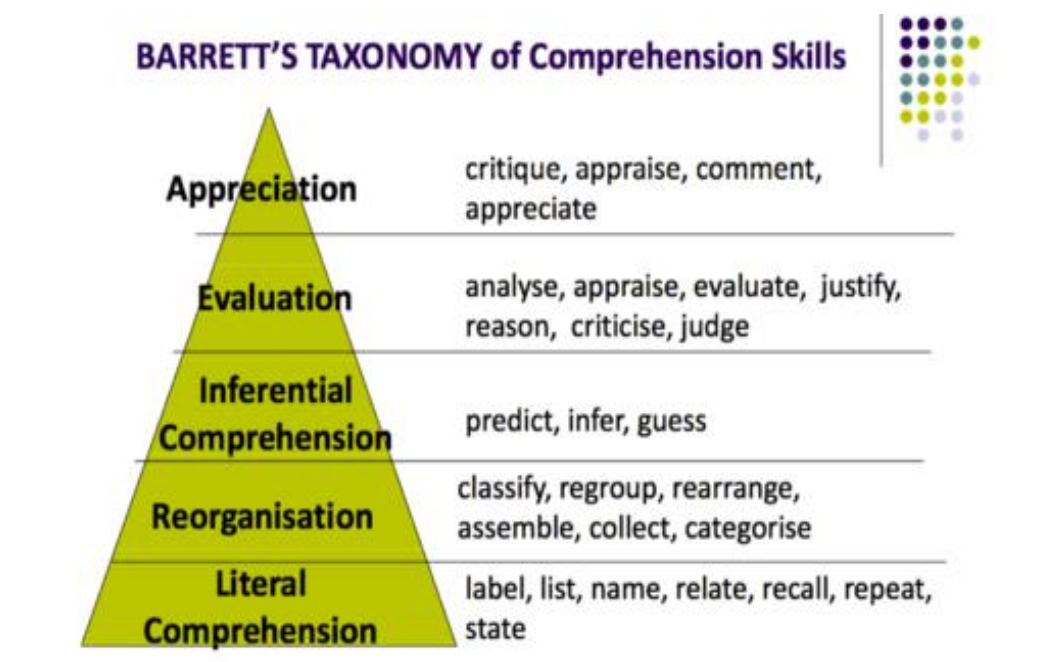 BARRETT'S TAXONOMY of Comprehension Skills
Appreciation
critique, appraise, comment,
appreciate
Evaluation
analyse, appraise, evaluate, justify,
reason, criticise, judge
Inferential
Comprehension
predict, infer, guess
Reorganisation
classify, regroup, rearrange,
assemble, collect, categorise
Literal
Comprehension
label, list, name, relate, recall, repeat,
state